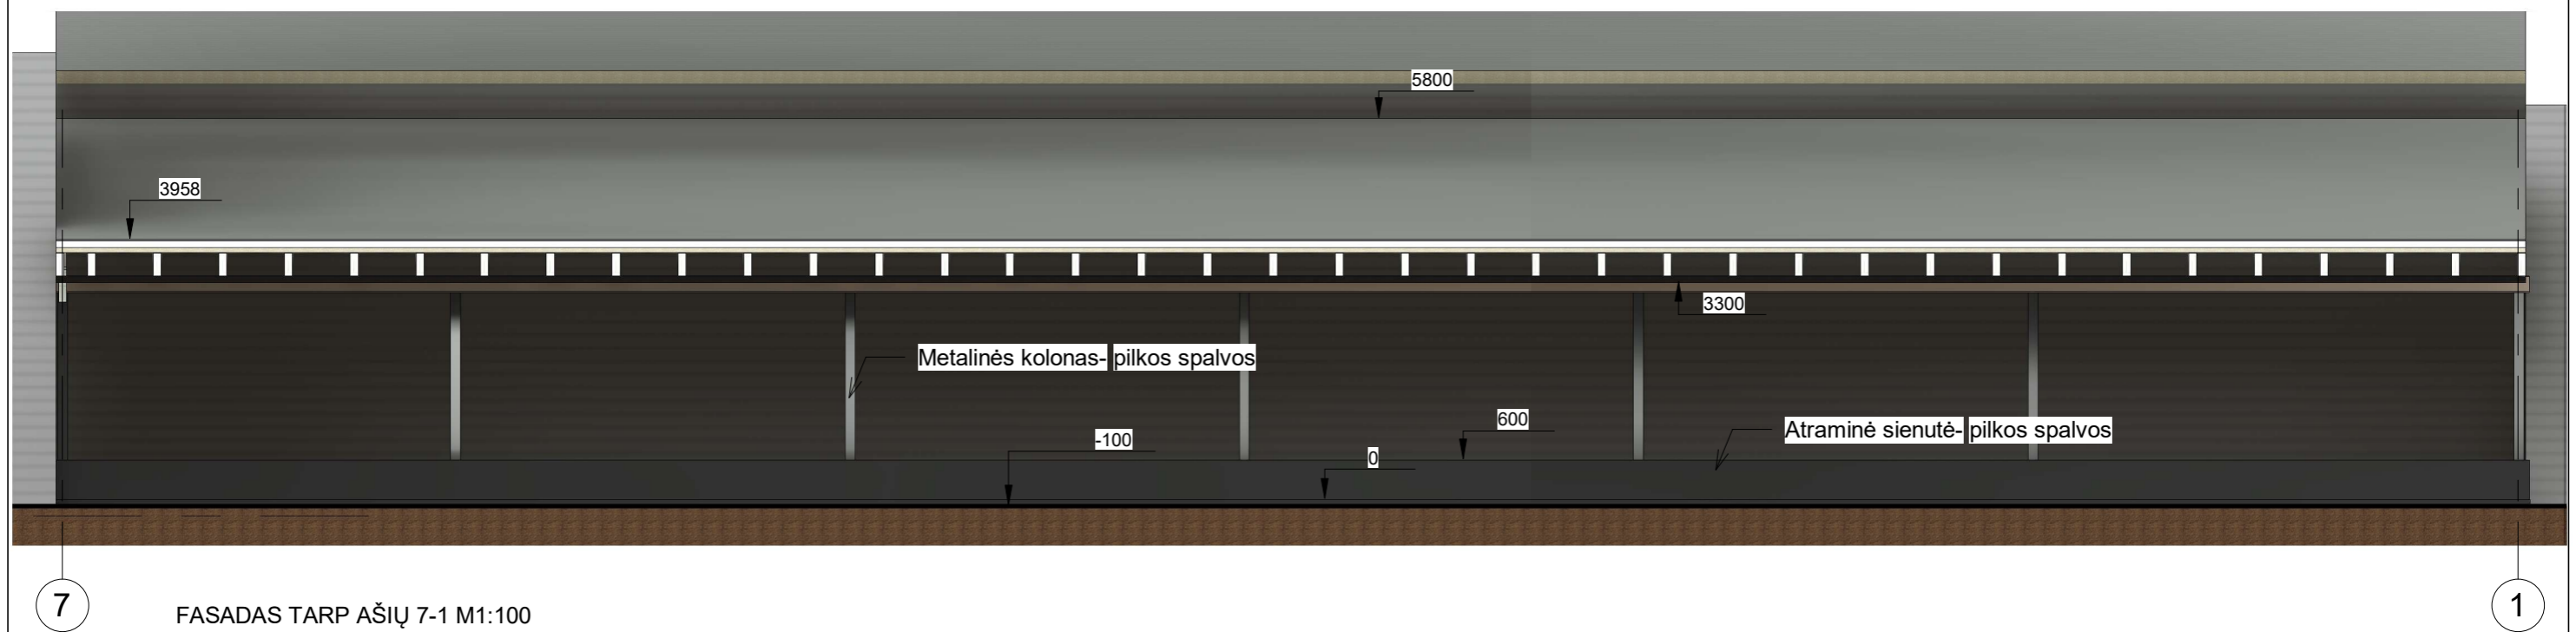 5800
3958
3300
Metalinės kolonas- pilkos spalvos
600
Atraminė sienutė- pilkos spalvos
-100
0
7
1
FASADAS TARP AŠIŲ 7-1 M1:100